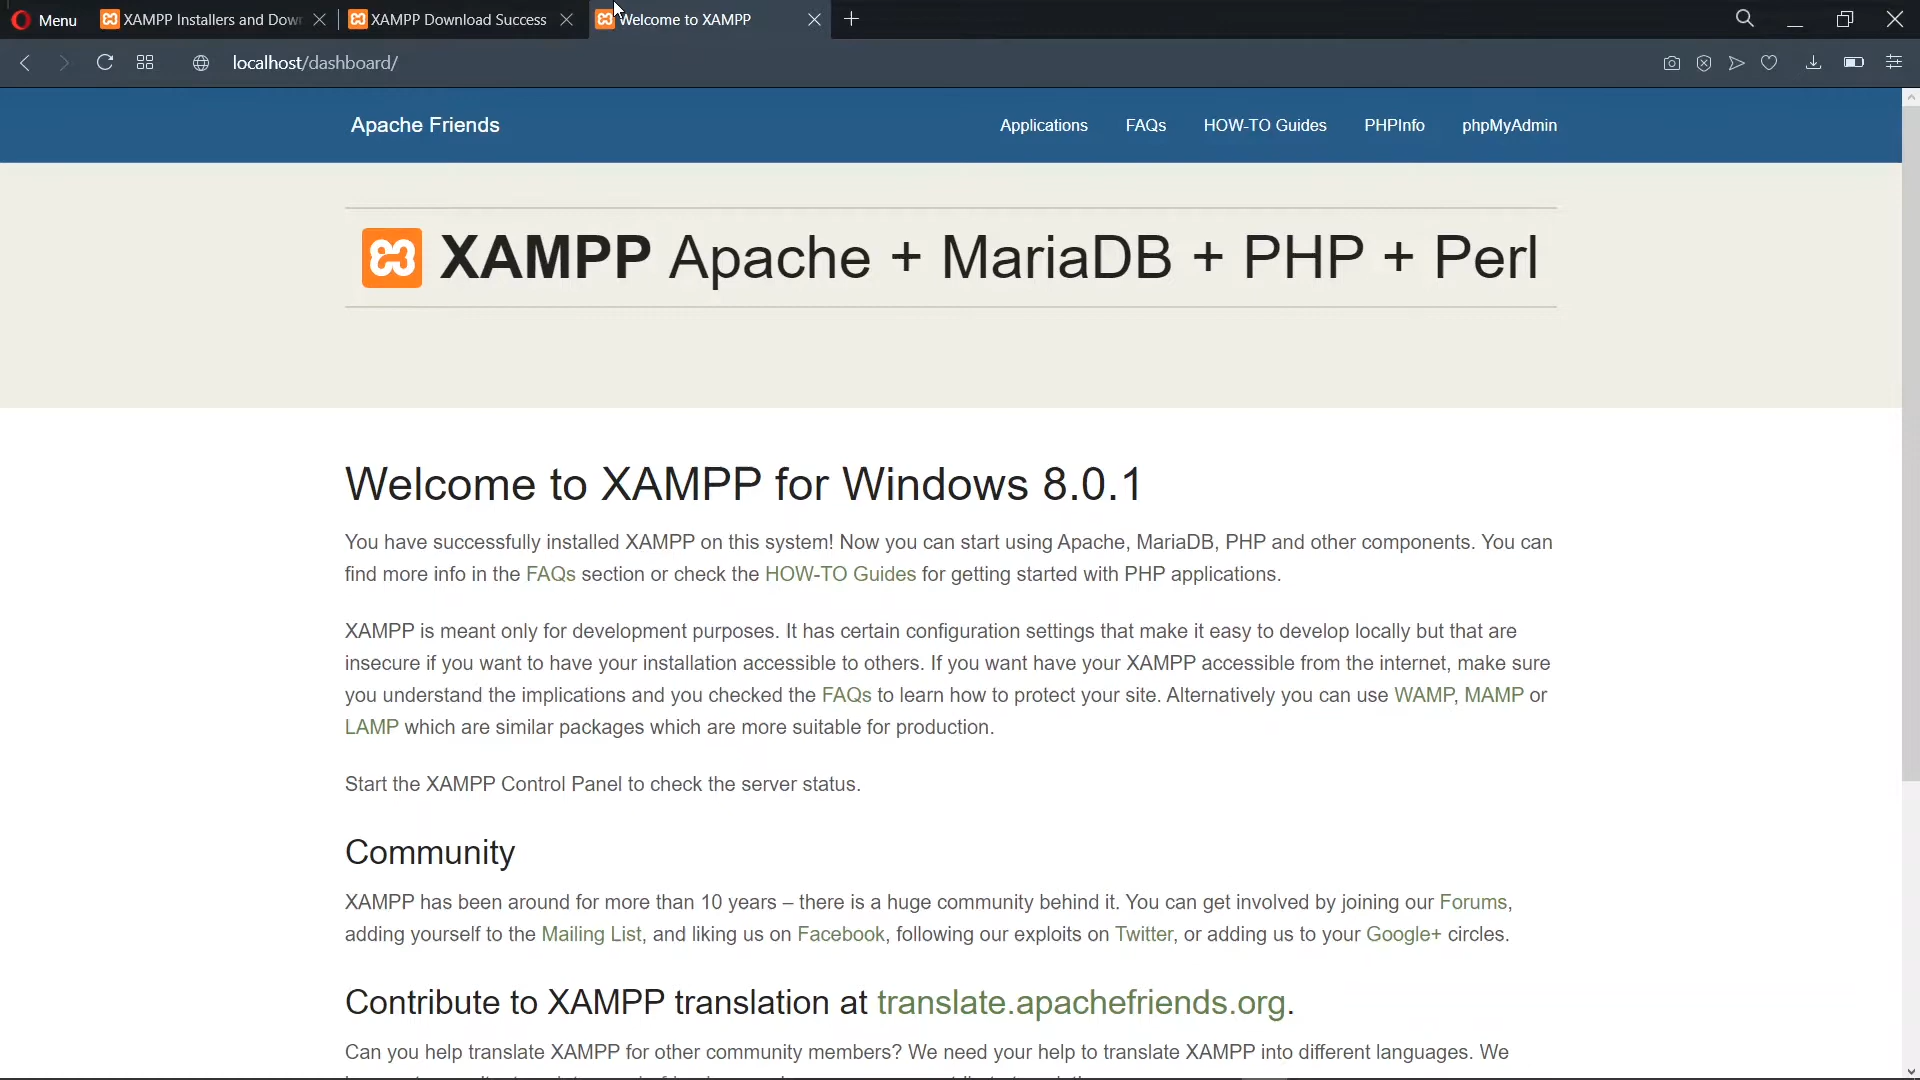 Menu
XAMPP Installers and Dow
XAMPP Download Success
Welcome to XAMPP
localhost/dashboard/
Apache Friends
Applications
FAQs
HOW-TO Guides
PHPInfo
phpMyAdmin
XAMPP Apache + MariaDB + PHP + Perl
Welcome to XAMPP for Windows 8.0.1
You have successfully installed XAMPP on this system! Now you can start using Apache, MariaDB, PHP and other components. You can
find more info in the FAQs section or check the HOW-TO Guides for getting started with PHP applications.
XAMPP is meant only for development purposes. It has certain configuration settings that make it easy to develop locally but that are
insecure if you want to have your installation accessible to others. If you want have your XAMPP accessible from the internet, make sure
you understand the implications and you checked the FAQs to learn how to protect your site. Alternatively you can use WAMP, MAMP or
LAMP which are similar packages which are more suitable for production.
Start the XAMPP Control Panel to check the server status.
Community
XAMPP has been around for more than 10 years – there is a huge community behind it. You can get involved by joining our Forums,
adding yourself to the Mailing List, and liking us on Facebook, following our exploits on Twitter, or adding us to your Google+ circles.
Contribute to XAMPP translation at translate.apachefriends.org.
Can you help translate XAMPP for other community members? We need your help to translate XAMPP into different languages. We